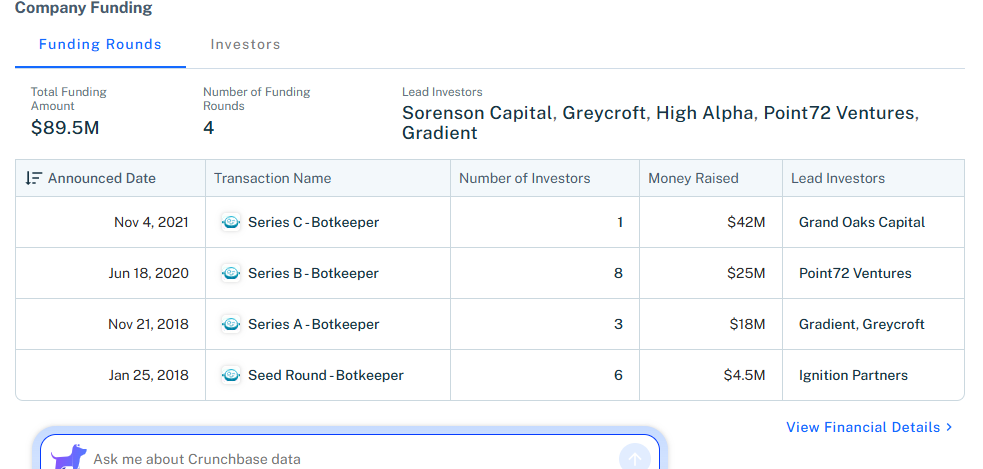 Company Funding
Funding Rounds Investors
Total Funding Amount
$89.5M
Number of Funding Rounds
4
Lead Investors
Sorenson Capital, Greycroft, High Alpha, Point72 Ventures,
Gradient
Announced Date Transaction Name Number of Investors Money Raised Lead Investors
Nov 4, 2021 Series C - Botkeeper 1 $42M Grand Oaks Capital
Jun 18, 2020 Series B - Botkeeper 8 $25M Point72 Ventures
Nov 21, 2018 Series A - Botkeeper 3 $18M Gradient, Greycroft
Jan 25, 2018 Seed Round - Botkeeper 6 $4.5M Ignition Partners
View Financial Details
Ask me about Crunchbase data